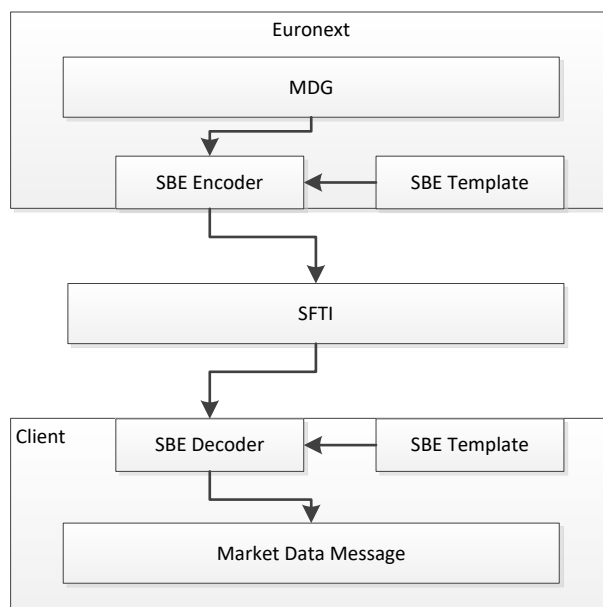 Euronext
MDG
SBE Encoder
SBE Template
SFTI
Client
SBE Decoder
SBE Template
Market Data Message